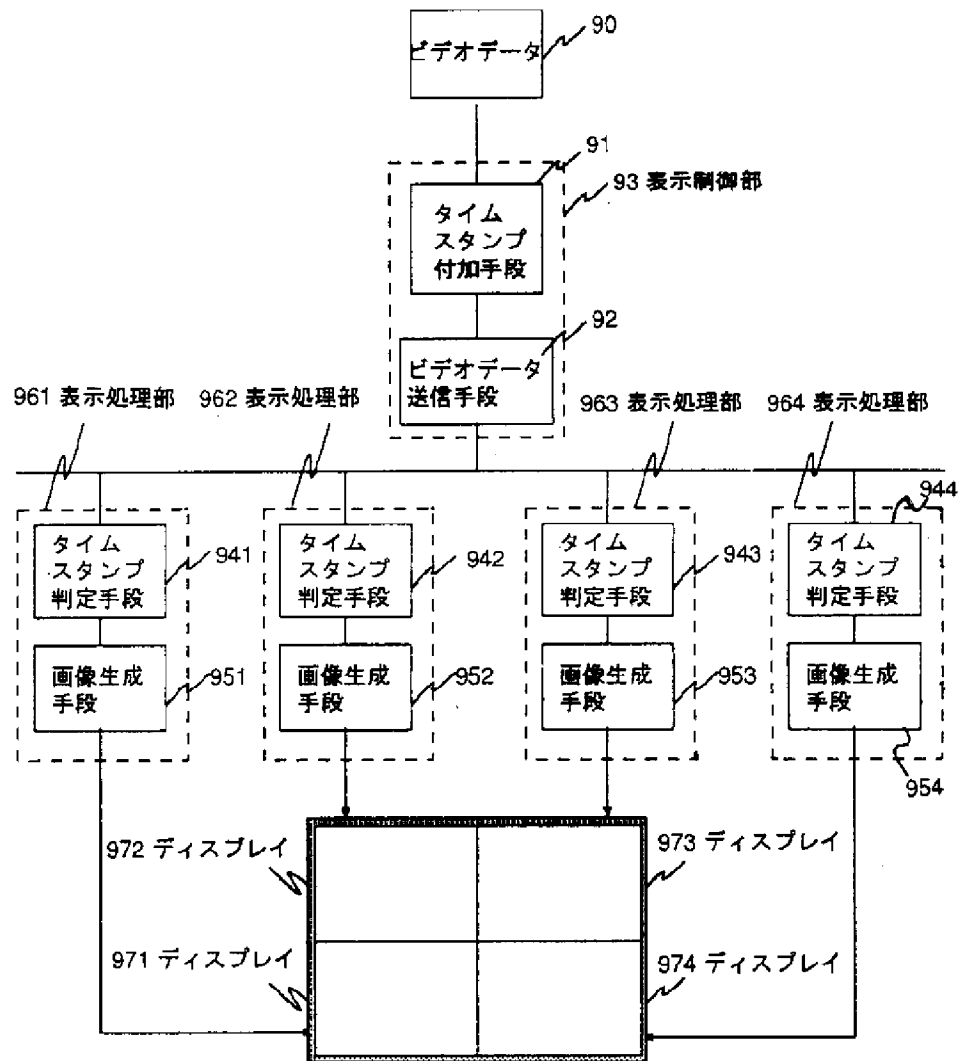 90
ビデオデータ
91
93 表示制御部
タイム
スタンプ
付加手段
92
ビデオデータ
送信手段
961 表示処理部
962 表示処理部
963 表示処理部
964 表示処理部
944
タイム
スタンプ
判定手段
941
タイム
スタンプ
判定手段
942
タイム
スタンプ
判定手段
943
タイム
スタンプ
判定手段
画像生成
手段
951
画像生成
手段
952
画像生成
手段
953
画像生成
手段
954
972 ディスプレイ
973 ディスプレイ
971 ディスプレイ
974 ディスプレイ